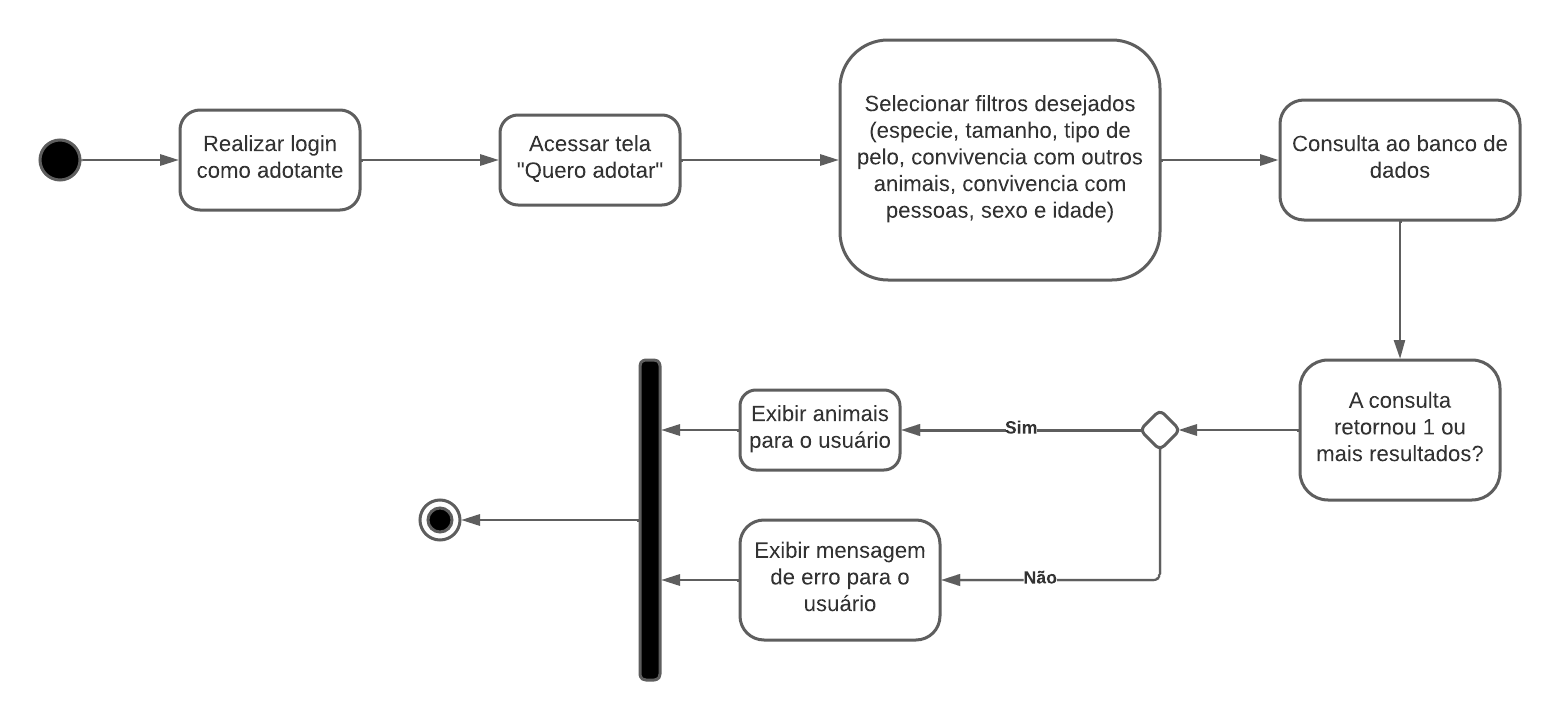 Realizar login
como adotante
Acessar tela
"Quero adotar"
Selecionar filtros desejados
(especie, tamanho, tipo de
pelo, convivencia com outros
animais, convivencia com
pessoas, sexo e idade)
Consulta ao banco de
dados
A consulta
retornou 1 ou
mais resultados?
Sim
Exibir animais
para o usuário
Não
Exibir mensagem
de erro para o
usuário